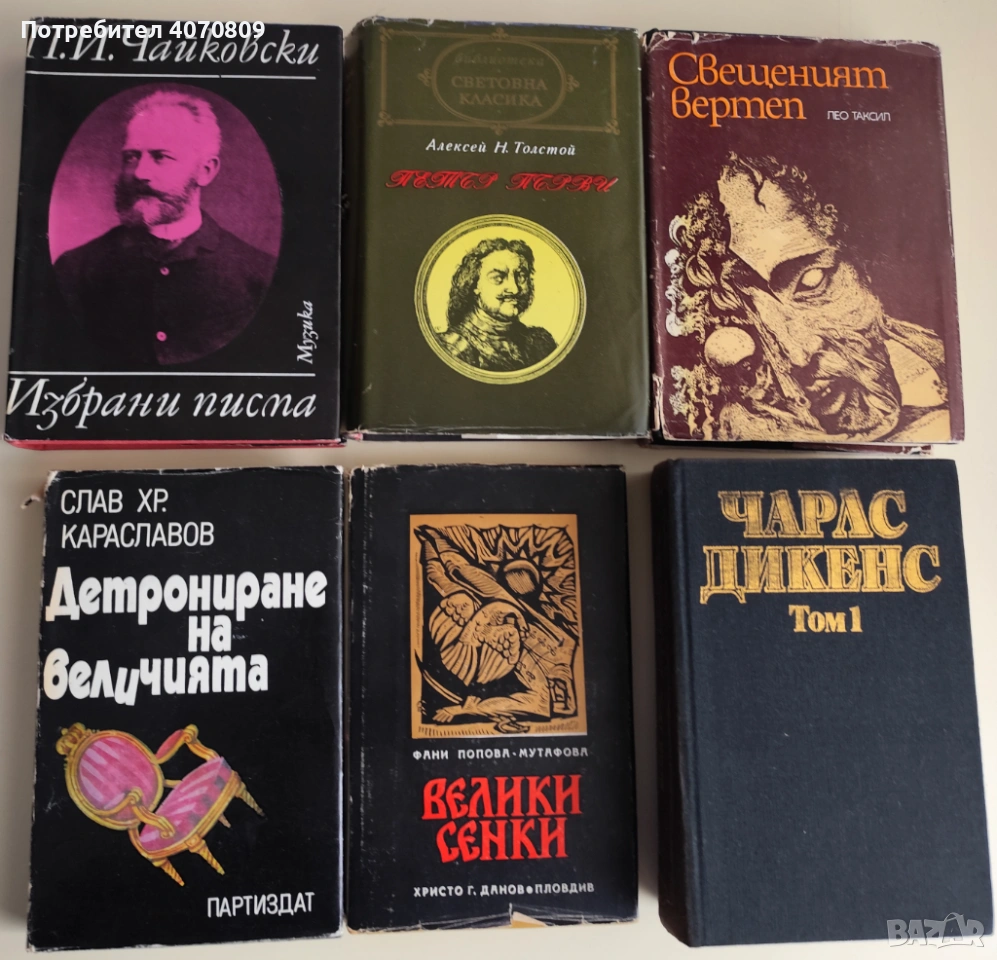 Потребител 4070809
П.И. Чайковски
Музика
Избрани писма
Библиотека
СВЕТОВНА
КЛАСИКА
Алексей Н. Толстой
ПЕТЪР ПЪРВИ
Свещеният
вертеп
ЛЕО ТАКСИЛ
СЛАВ ХР.
КАРАСЛАВОВ
Детрониране
на
величията
ПАРТИЗДАТ
ФАНИ ПОПОВА-МУТАФОВА
ВЕЛИКИ
СЕНКИ
ХРИСТО Г. ДАНОВ•ПЛОВДИВ
ЧАРЛС
ДИКЕНС
Том 1
BAZAR